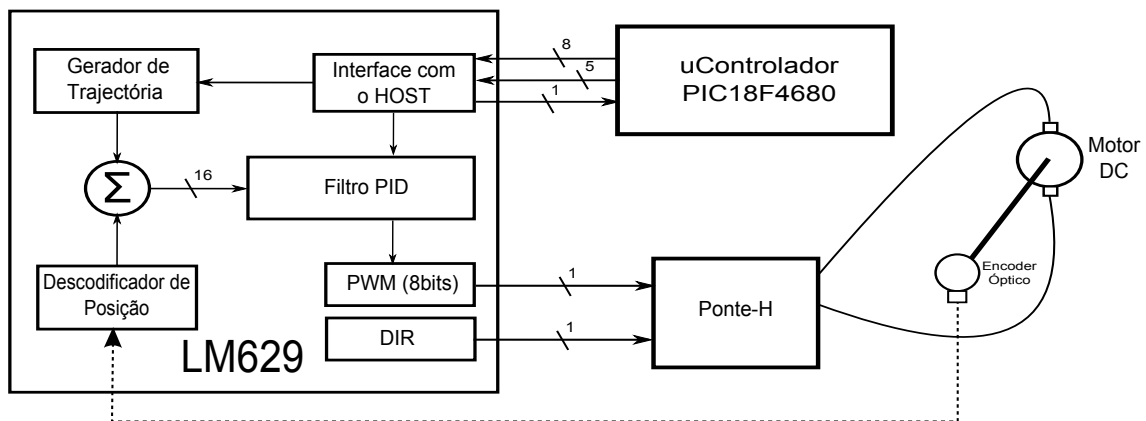 Gerador de
Trajectória
Interface com
o HOST
8
5
1
uControlador
PIC18F4680
Motor
DC
Σ
16
Filtro PID
Descodificador de
Posição
PWM (8bits)
1
DIR
1
Ponte-H
Encoder
Óptico
LM629